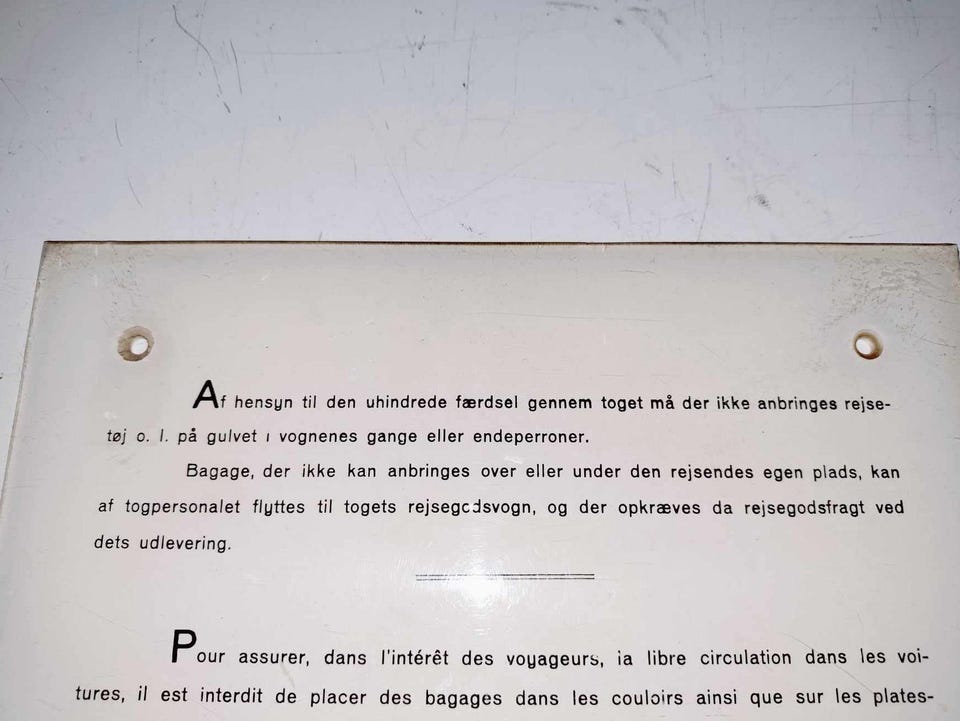 Af hensyn til den uhindrede færdsel gennem toget må der ikke anbringes rejse-
tøj o. l. på gulvet i vognenes gange eller endeperroner.
Bagage, der ikke kan anbringes over eller under den rejsendes egen plads, kan
af togpersonalet flyttes til togets rejsegodsvogn, og der opkræves da rejsegodsfragt ved
dets udlevering.
Pour assurer, dans l'intérêt des voyageurs, la libre circulation dans les voi-
tures, il est interdit de placer des bagages dans les couloirs ainsi que sur les plates-